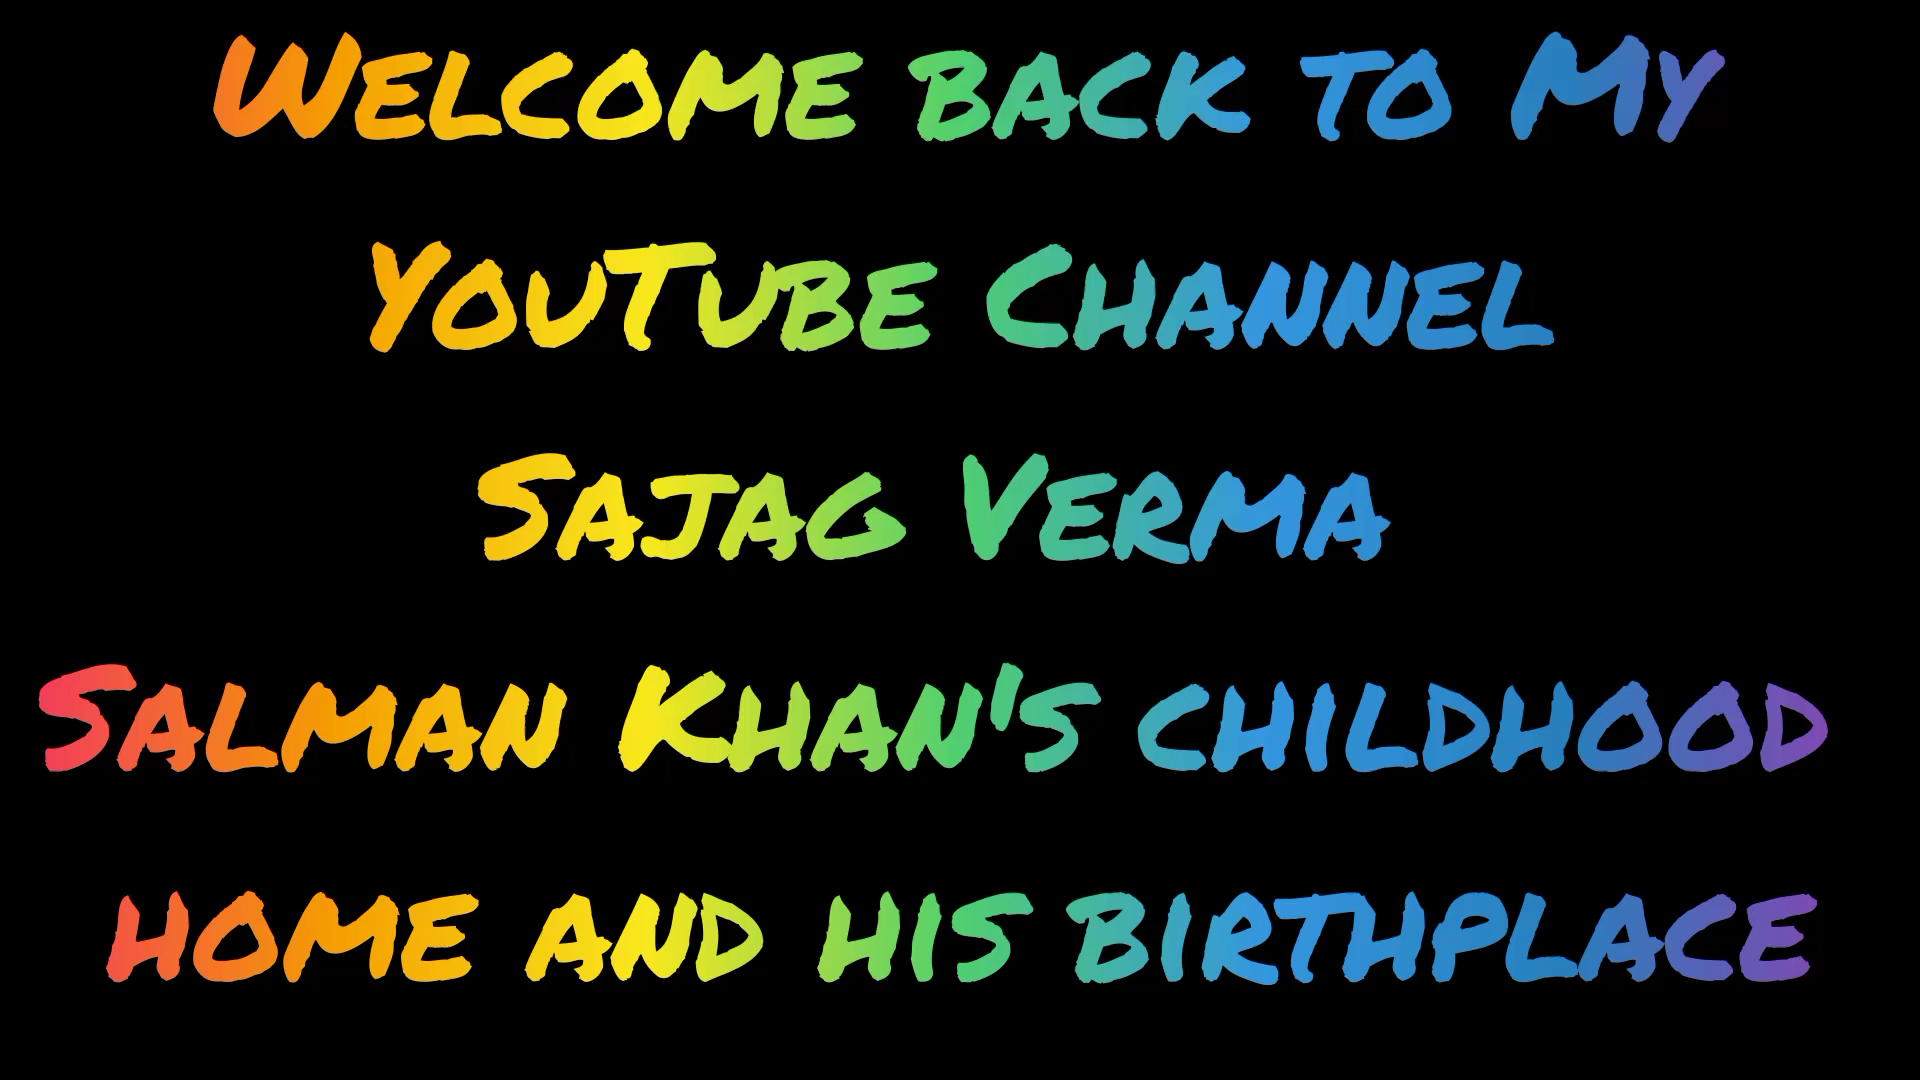 Welcome back to My
YouTube Channel
Sajag Verma
Salman Khan's childhood
home and his birthplace